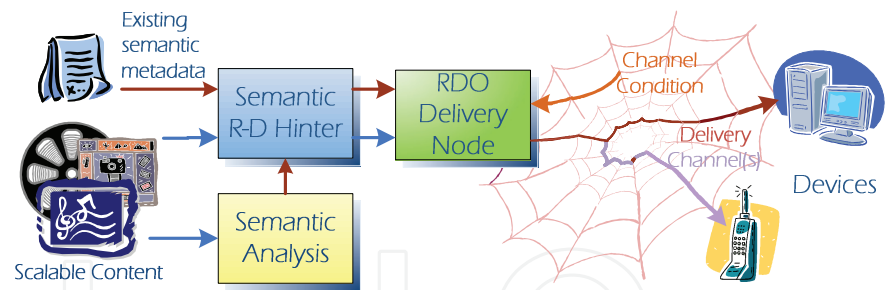 Existing
semantic
metadata
Semantic
R-D Hinter
RDO
Delivery
Node
Channel
Condition
Delivery
Channel(s)
Devices
Semantic
Analysis
Scalable Content